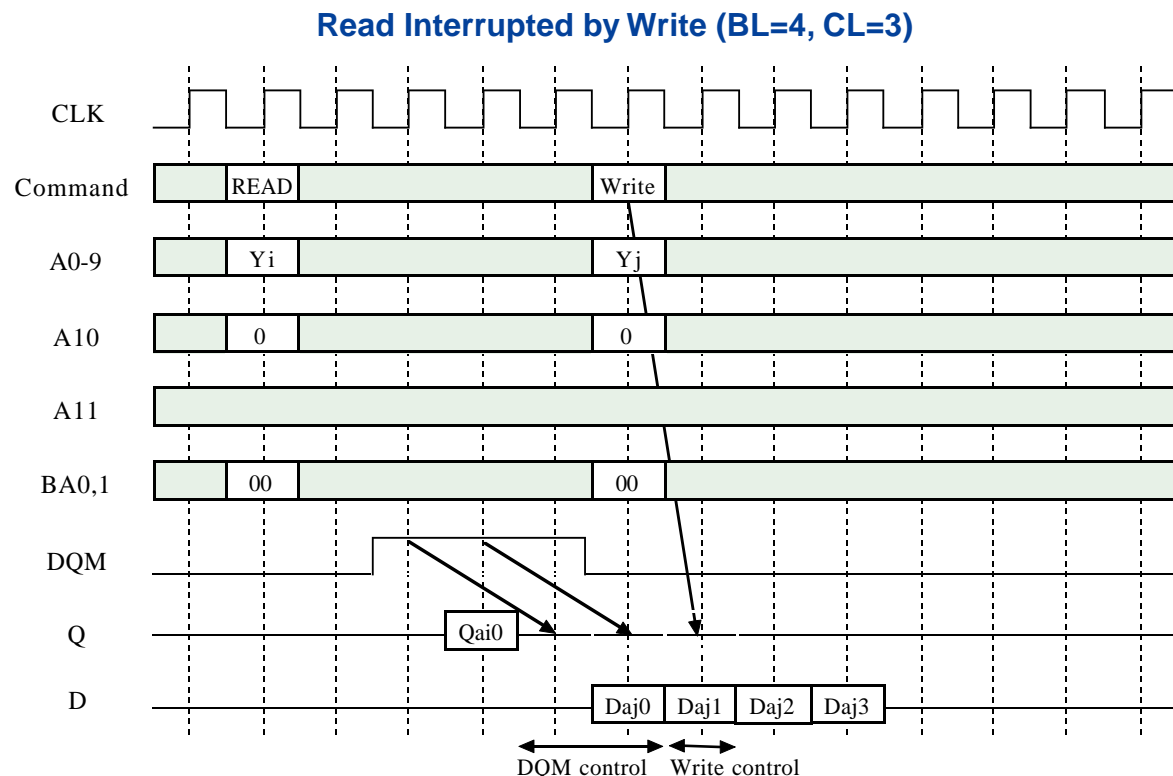 Read Interrupted by Write (BL=4, CL=3)
CLK
Command READ Write
A0-9 Yi Yj
A10 0 0
A11
BA0,1 00 00
DQM
Q Qai0
D Daj0 Daj1 Daj2 Daj3
DQM control Write control